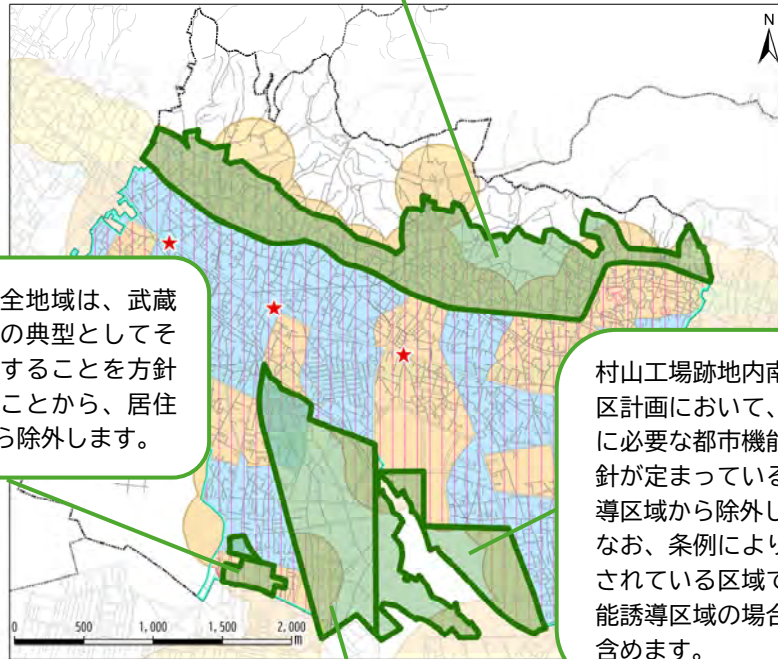 N
全地域は、武蔵
の典型としてそ
することを方針
ことから、居住
ら除外します。
村山工場跡地内南
区計画において、
に必要な都市機能
針が定まっている
導区域から除外し
なお、条例により
されている区域で
能誘導区域の場合
含めます。
0 500 1,000 1,500 2,000
m